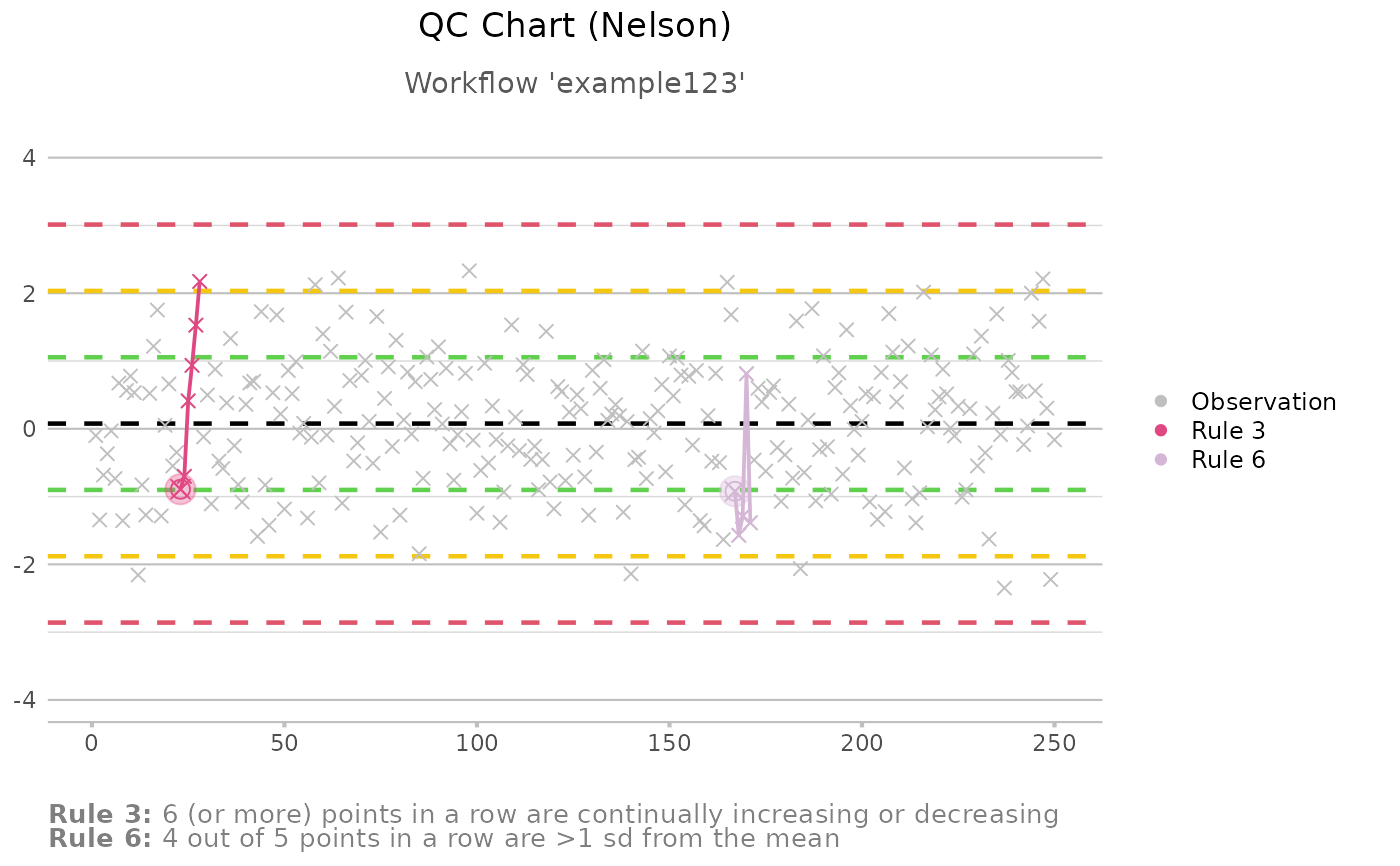 QC Chart (Nelson)
Workflow 'example123'
4
2
0
-2
-4
0 50 100 150 200 250
Observation
Rule 3
Rule 6
Rule 3: 6 (or more) points in a row are continually increasing or decreasing
Rule 6: 4 out of 5 points in a row are >1 sd from the mean